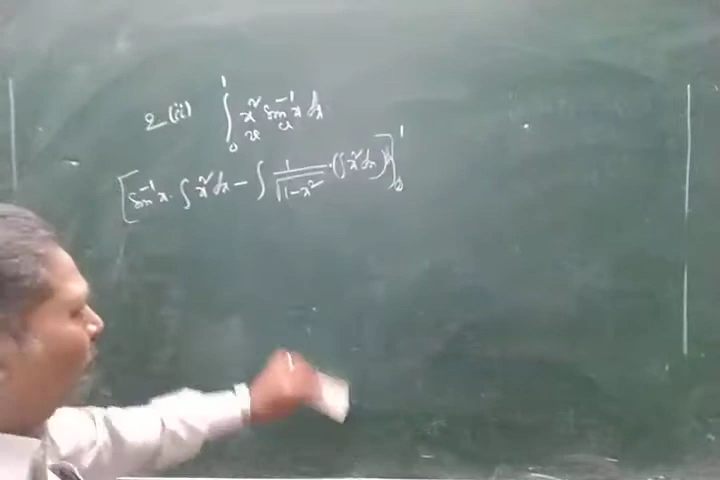 2(ii) ∫₀¹ x² sin⁻¹x dx
v u
[sin⁻¹x · ∫x² dx − ∫ 1/√(1−x²) · (∫x² dx)]₀¹